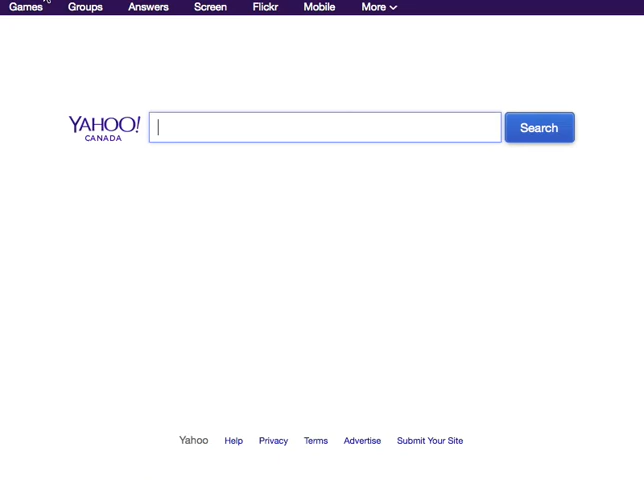 Games Groups Answers Screen Flickr Mobile More
YAHOO!
CANADA
Search
Yahoo Help Privacy Terms Advertise Submit Your Site